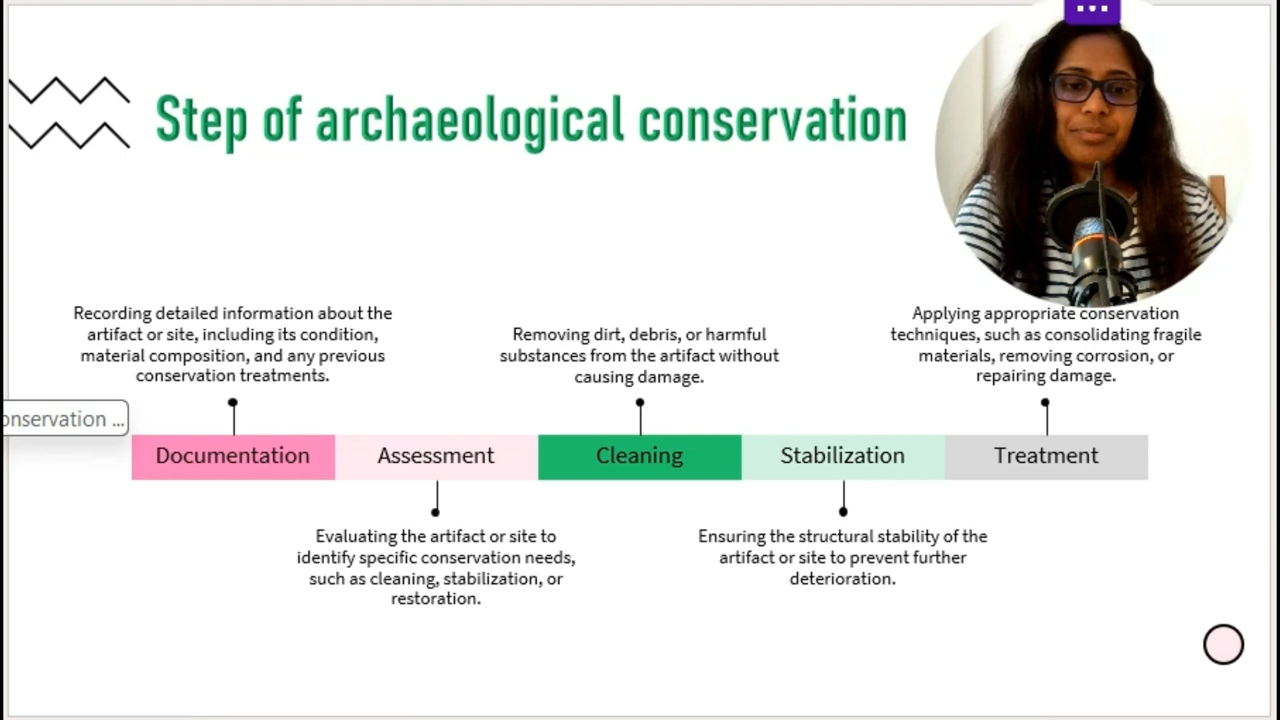 Step of archaeological conservation
Recording detailed information about the
artifact or site, including its condition,
material composition, and any previous
conservation treatments.
Removing dirt, debris, or harmful
substances from the artifact without
causing damage.
Applying appropriate conservation
techniques, such as consolidating fragile
materials, removing corrosion, or
repairing damage.
onservation ...
Documentation
Assessment
Cleaning
Stabilization
Treatment
Evaluating the artifact or site to
identify specific conservation needs,
such as cleaning, stabilization, or
restoration.
Ensuring the structural stability of the
artifact or site to prevent further
deterioration.